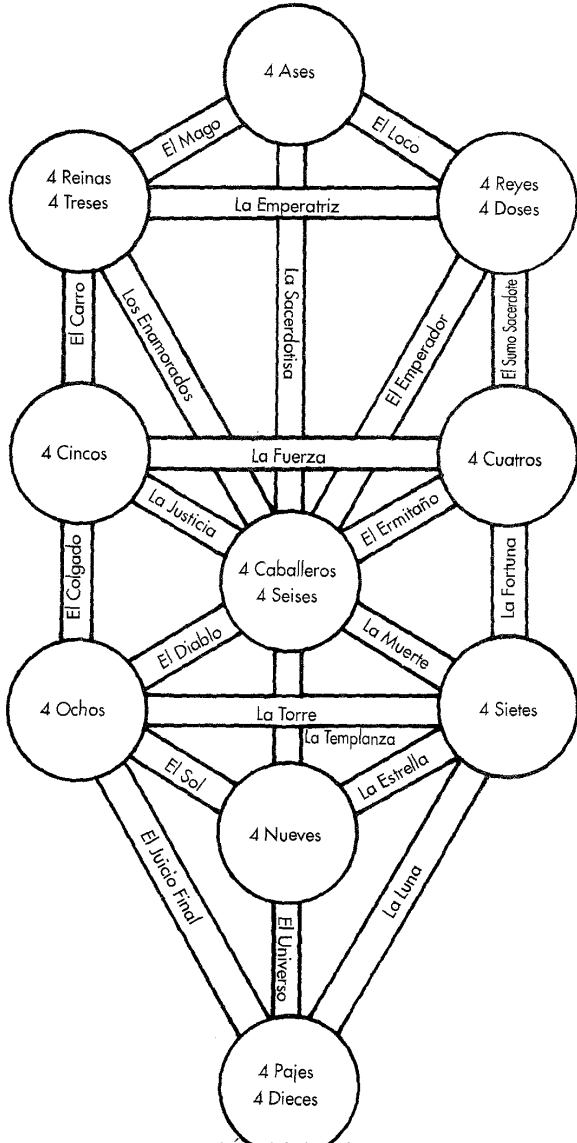 4 Ases
El Mago
El Loco
4 Reinas
4 Treses
4 Reyes
4 Doses
La Emperatriz
El Carro
Los Enamorados
La Sacerdotisa
El Emperador
El Sumo Sacerdote
4 Cincos
La Fuerza
4 Cuatros
La Justicia
El Ermitaño
El Colgado
4 Caballeros
4 Seises
La Fortuna
El Diablo
La Muerte
4 Ochos
La Torre
4 Sietes
La Templanza
El Sol
La Estrella
4 Nueves
El Juicio Final
El Universo
La Luna
4 Pajes
4 Dieces